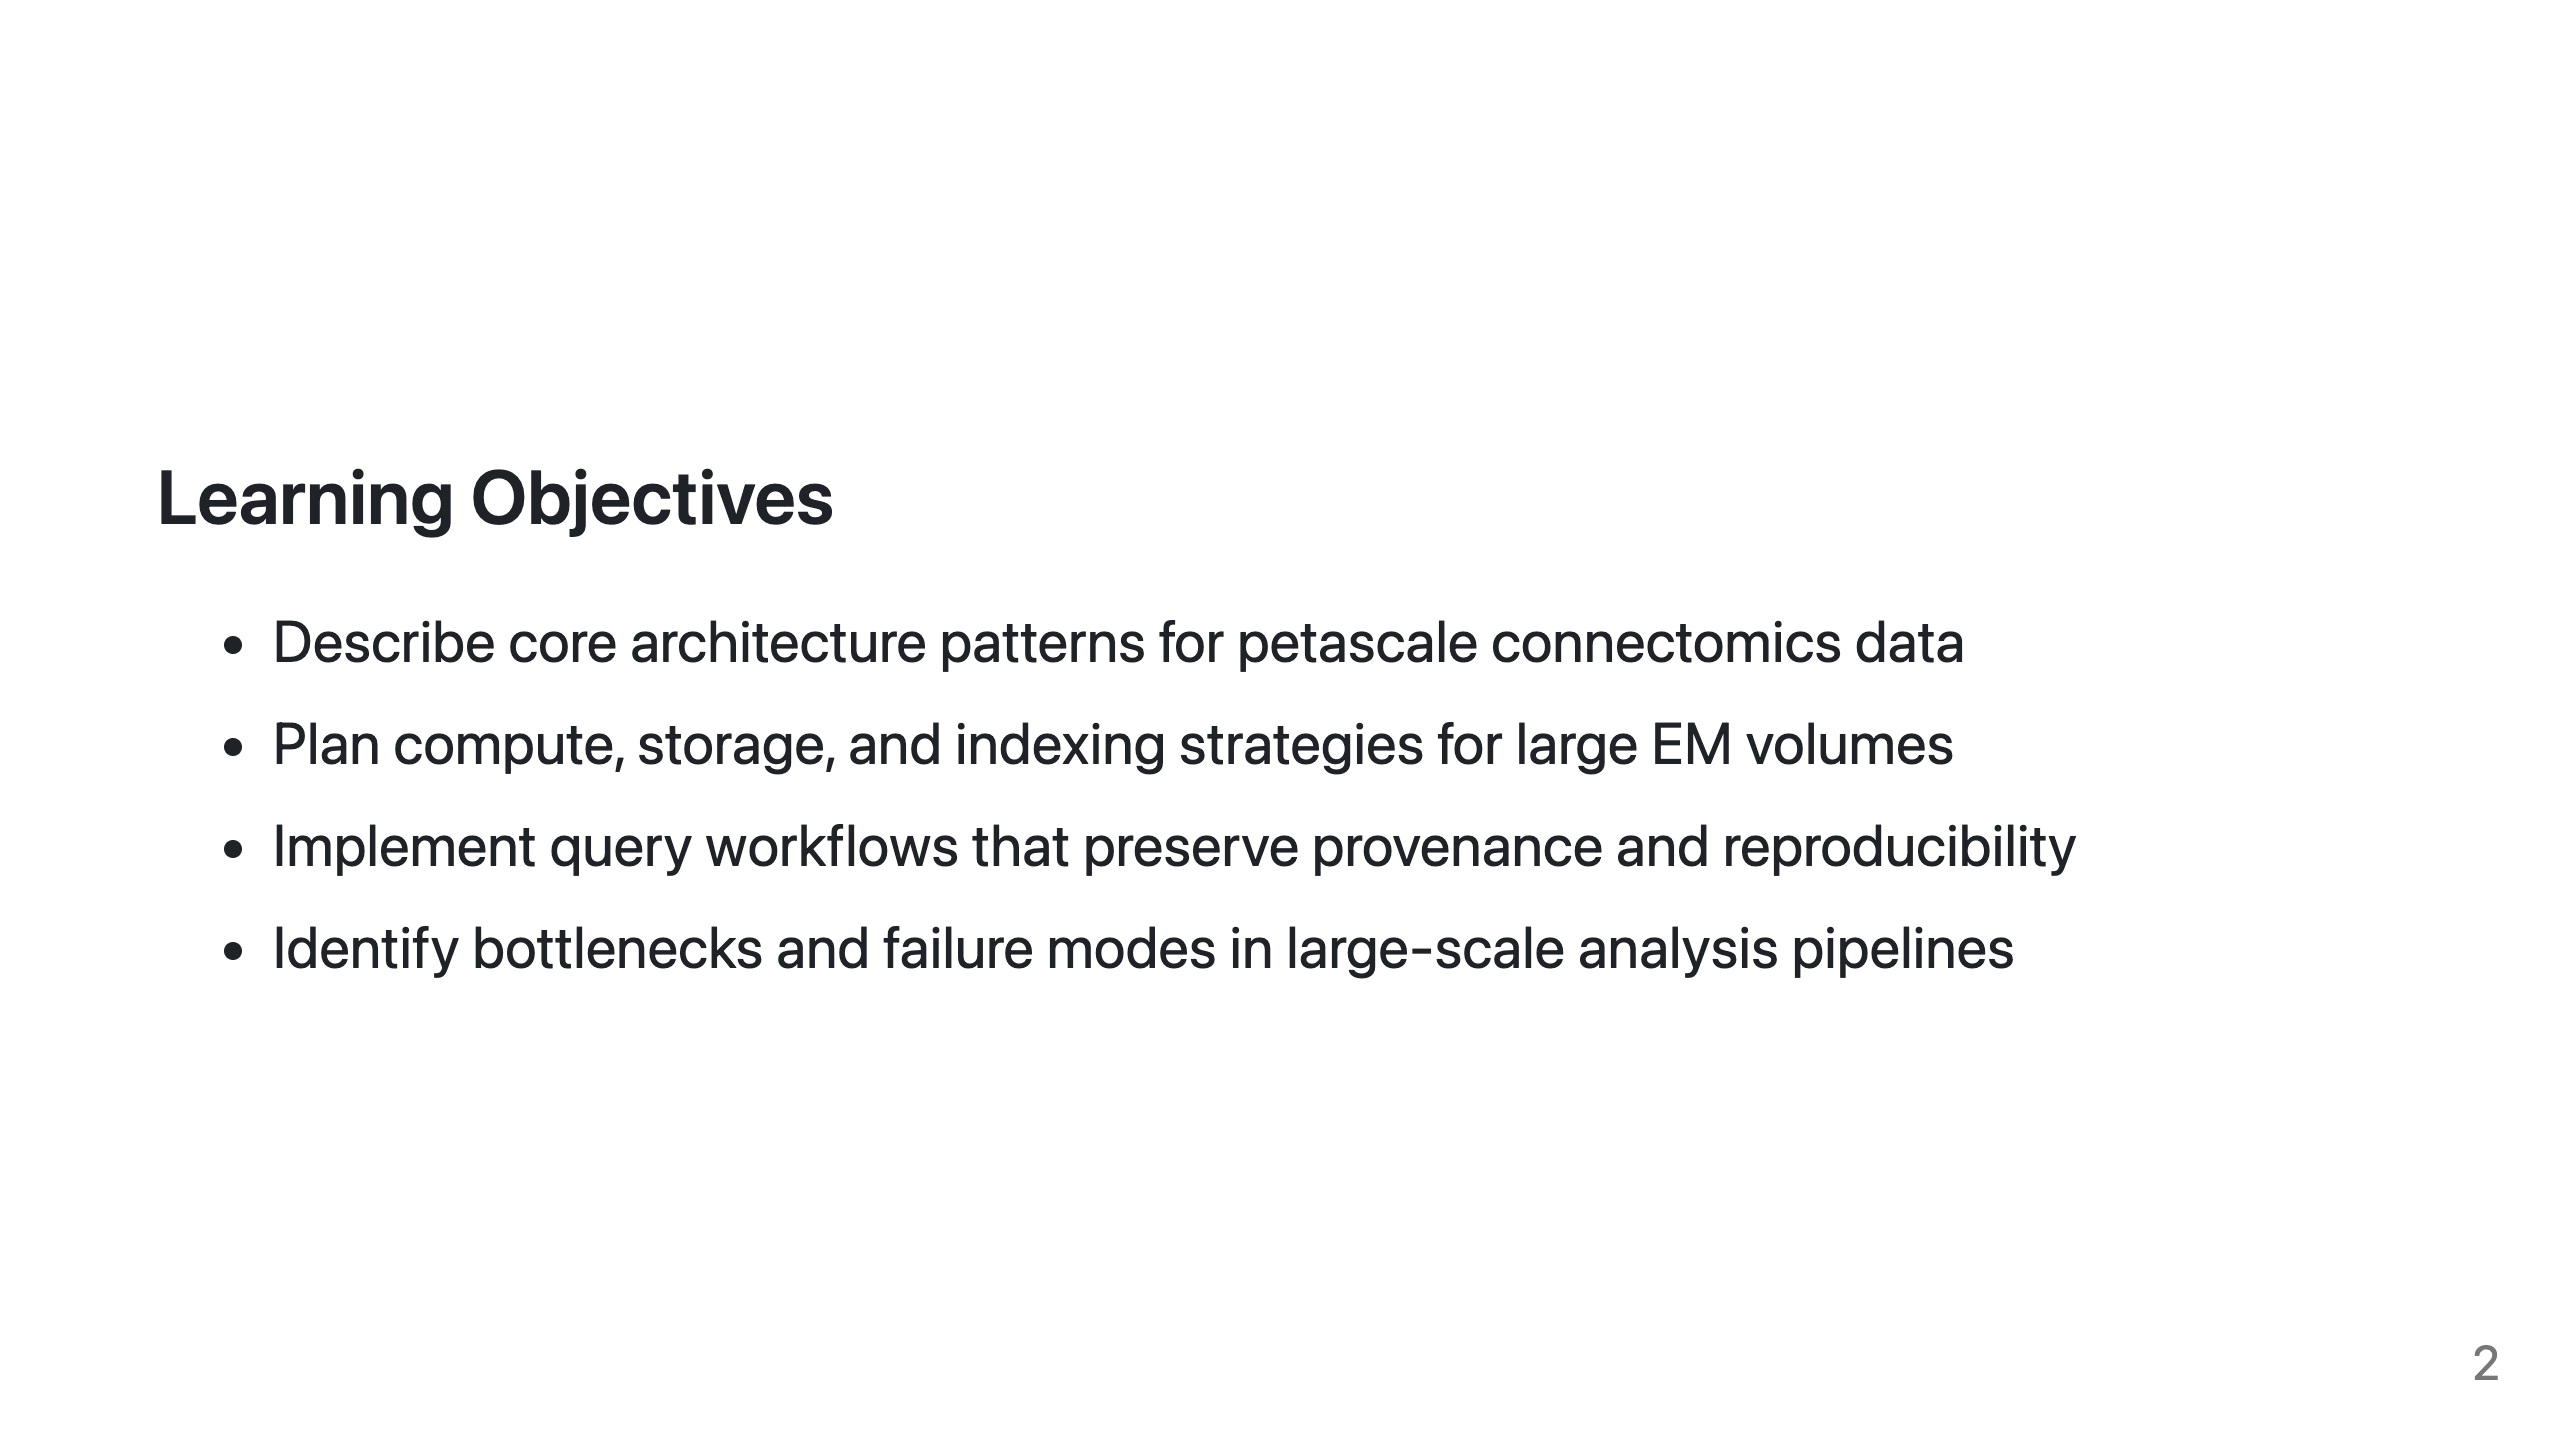 Learning Objectives
• Describe core architecture patterns for petascale connectomics data
• Plan compute, storage, and indexing strategies for large EM volumes
• Implement query workflows that preserve provenance and reproducibility
• Identify bottlenecks and failure modes in large-scale analysis pipelines
2